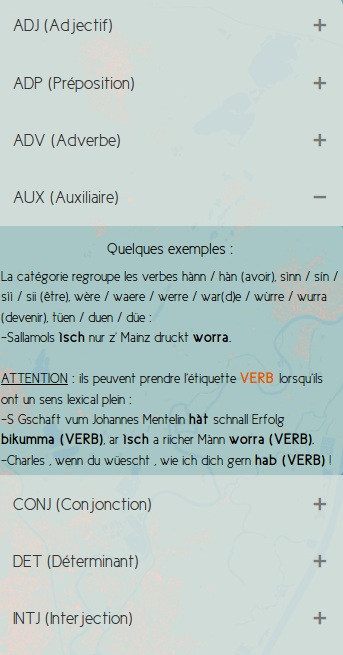 ADJ (Adjectif) +
ADP (Préposition) +
ADV (Adverbe) +
AUX (Auxiliaire) −
Quelques exemples :
La catégorie regroupe les verbes hànn / hàn (avoir), sìnn / sin /
sìì / sii (être), wère / waere / werre / war(d)e / wùrre / wurra
(devenir), tüen / duen / düe :
-Sallamols ìsch nur z' Mainz druckt worra.
ATTENTION : ils peuvent prendre l'étiquette VERB lorsqu'ils
ont un sens lexical plein :
-S Gschaft vum Johannes Mentelin hàt schnall Erfolg
bikumma (VERB), ar ìsch a riicher Mànn worra (VERB).
-Charles , wenn du wüescht , wie ich dich gern hab (VERB) !
CONJ (Conjonction) +
DET (Déterminant) +
INTJ (Interjection) +